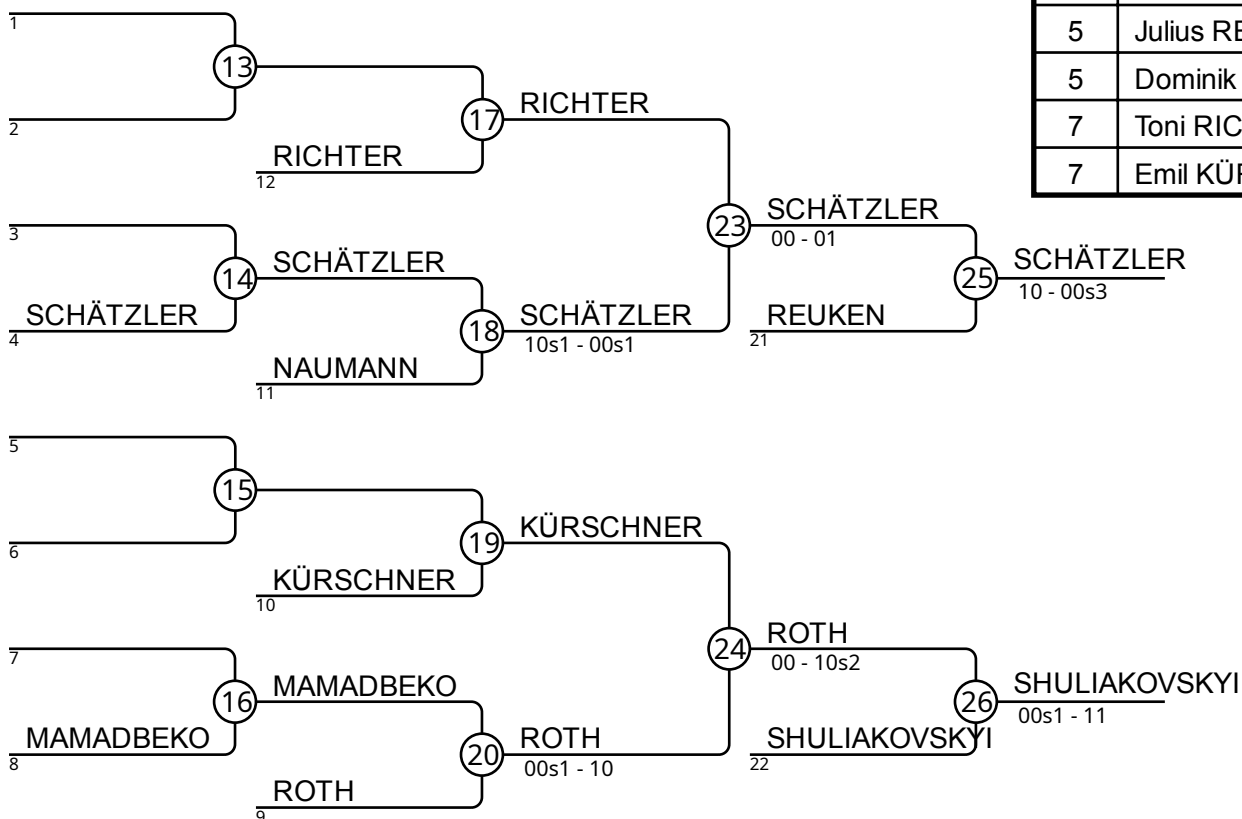 1
13
2
RICHTER
12
17
RICHTER
3
14
SCHÄTZLER
SCHÄTZLER
4
18
SCHÄTZLER
10s1 - 00s1
NAUMANN
11
23
SCHÄTZLER
00 - 01
REUKEN
21
25
SCHÄTZLER
10 - 00s3
5
15
6
19
KÜRSCHNER
KÜRSCHNER
10
7
16
MAMADBEKO
MAMADBEKO
8
20
ROTH
00s1 - 10
ROTH
9
24
ROTH
00 - 10s2
SHULIAKOVSKYI
22
26
SHULIAKOVSKYI
00s1 - 11
5 Julius
5 Dominik
7 Toni
7 Emil